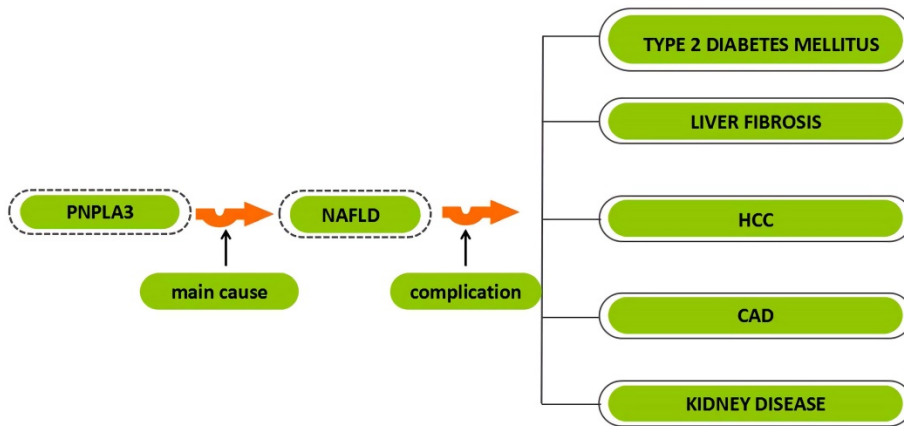 PNPLA3
main cause
NAFLD
complication
TYPE 2 DIABETES MELLITUS
LIVER FIBROSIS
HCC
CAD
KIDNEY DISEASE